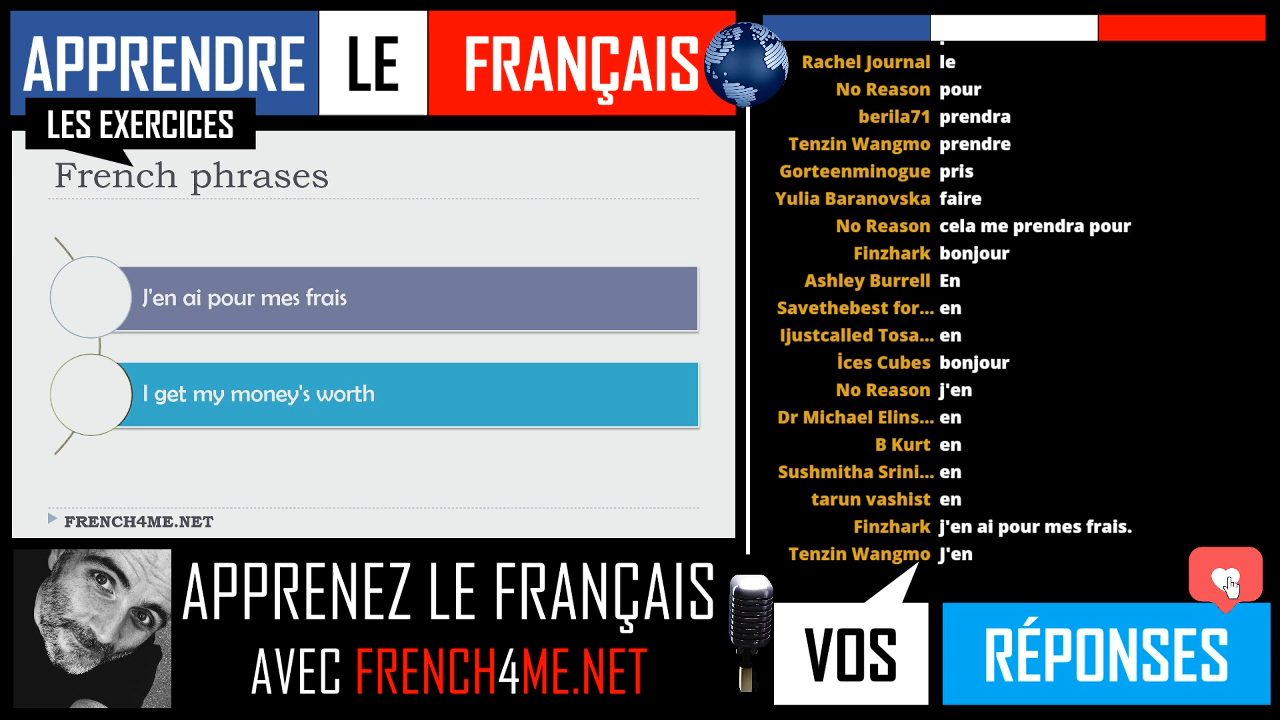 APPRENDRE LE FRANÇAIS
LES EXERCICES
French phrases
J'en ai pour mes frais
I get my money's worth
FRENCH4ME.NET
APPRENEZ LE FRANÇAIS
AVEC FRENCH4ME.NET
Rachel Journal le
No Reason pour
berila71 prendra
Tenzin Wangmo prendre
Gorteenminogue pris
Yulia Baranovska faire
No Reason cela me prendra pour
Finzhark bonjour
Ashley Burrell En
Savethebest for... en
Ijustcalled Tosa... en
İces Cubes bonjour
No Reason j'en
Dr Michael Elins... en
B Kurt en
Sushmitha Srini... en
tarun vashist en
Finzhark j'en ai pour mes frais.
Tenzin Wangmo J'en
VOS RÉPONSES